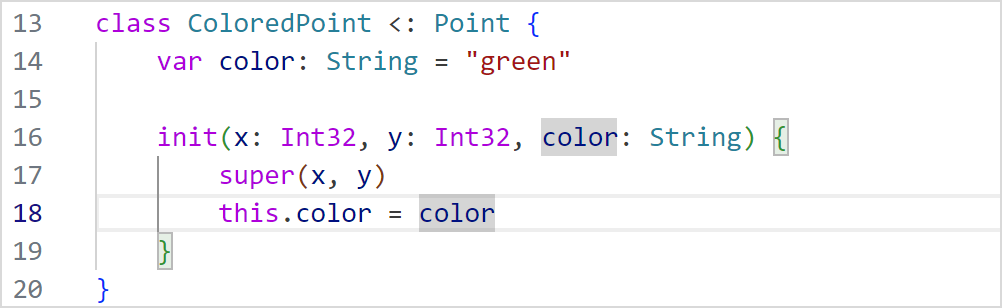 13 class ColoredPoint <: Point {
14     var color: String = "green"
15
16     init(x: Int32, y: Int32, color: String) {
17         super(x, y)
18         this.color = color
19     }
20 }